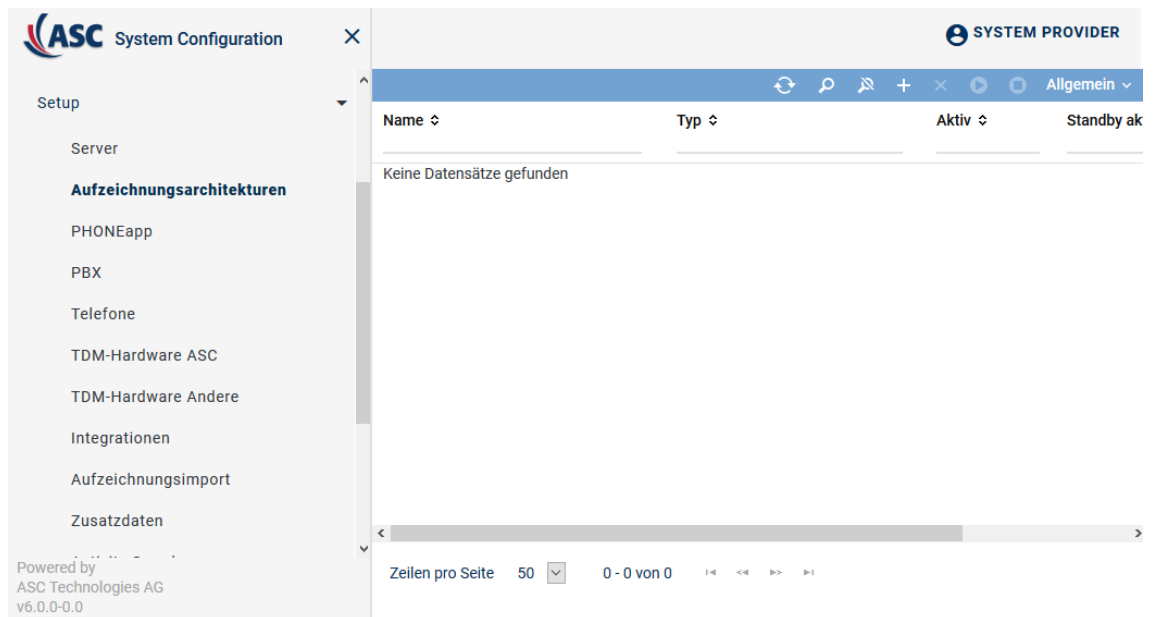 ASC System Configuration
SYSTEM PROVIDER
Setup
Server
Aufzeichnungsarchitekturen
PHONEapp
PBX
Telefone
TDM-Hardware ASC
TDM-Hardware Andere
Integrationen
Aufzeichnungsimport
Zusatzdaten
Powered by
ASC Technologies AG
v6.0.0-0.0
Allgemein
Name Typ Aktiv Standby ak
Keine Datensätze gefunden
Zeilen pro Seite 50 0 - 0 von 0